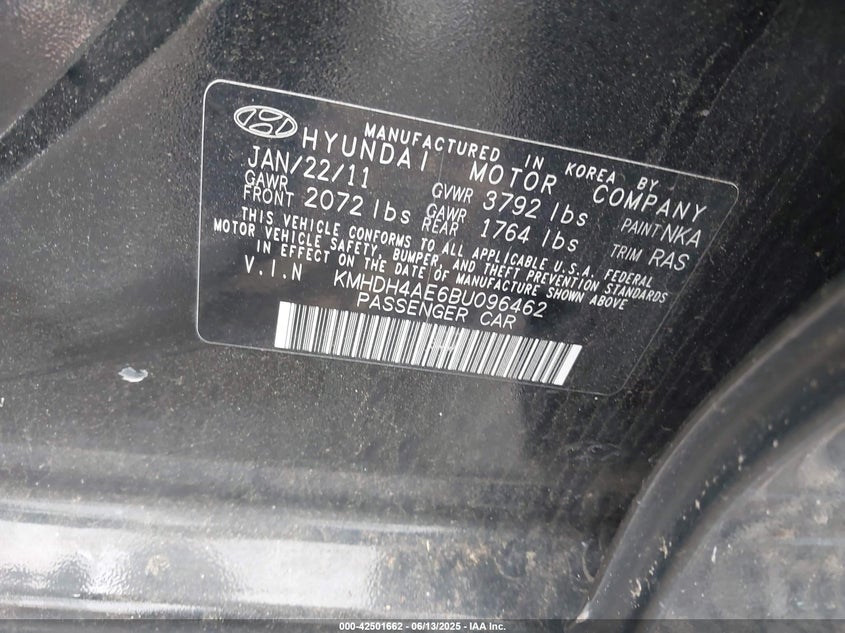 MANUFACTURED IN KOREA BY
HYUNDAI MOTOR COMPANY
JAN/22/11 GVWR 3792 lbs PAINT NKA
GAWR FRONT 2072 lbs GAWR REAR 1764 lbs TRIM RAS
THIS VEHICLE CONFORMS TO ALL APPLICABLE U.S.A. FEDERAL
MOTOR VEHICLE SAFETY, BUMPER, AND THEFT PREVENTION STANDARDS
IN EFFECT ON THE DATE OF MANUFACTURE SHOWN ABOVE
V.I.N KMHDH4AE6BU096462
PASSENGER CAR
000-42501662 - 06/13/2025 - IAA Inc.